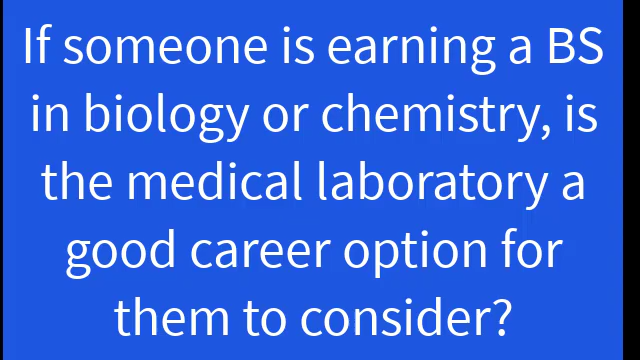 If someone is earning a BS
in biology or chemistry, is
the medical laboratory a
good career option for
them to consider?